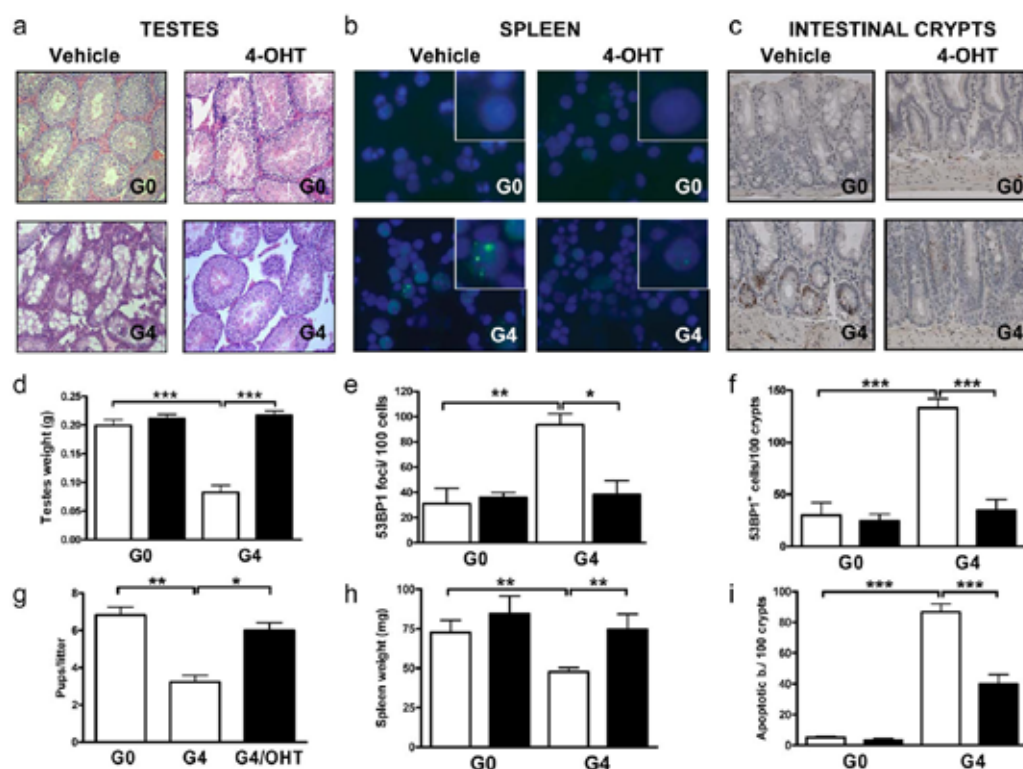 a TESTES b SPLEEN c INTESTINAL CRYPTS
Vehicle 4-OHT Vehicle 4-OHT Vehicle 4-OHT
G0 G0 G0 G0 G0 G0
G4 G4 G4 G4 G4 G4
d
Testes weight (g)
0.25
0.20
0.15
0.10
0.05
0.00
*** ***
G0 G4
e
53BP1 foci/ 100 cells
120
100
80
60
40
20
0
** *
G0 G4
f
53BP1+ cells/100 crypts
150
100
50
0
*** ***
G0 G4
g
Pups/litter
8
6
4
2
0
** *
G0 G4 G4/OHT
h
Spleen weight (mg)
100
75
50
25
0
** **
G0 G4
i
Apoptotic b./ 100 crypts
100
80
60
40
20
0
*** ***
G0 G4